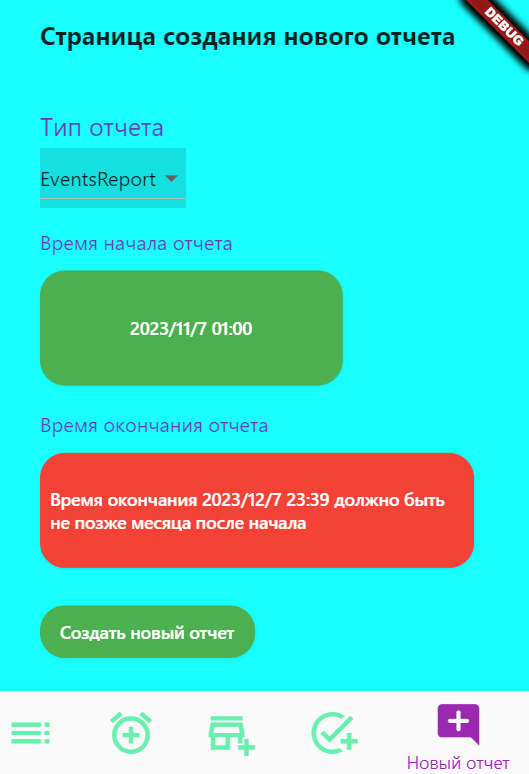 Страница создания нового отчета
DEBUG
Тип отчета
EventsReport
Время начала отчета
2023/11/7 01:00
Время окончания отчета
Время окончания 2023/12/7 23:39 должно быть
не позже месяца после начала
Создать новый отчет
Новый отчет